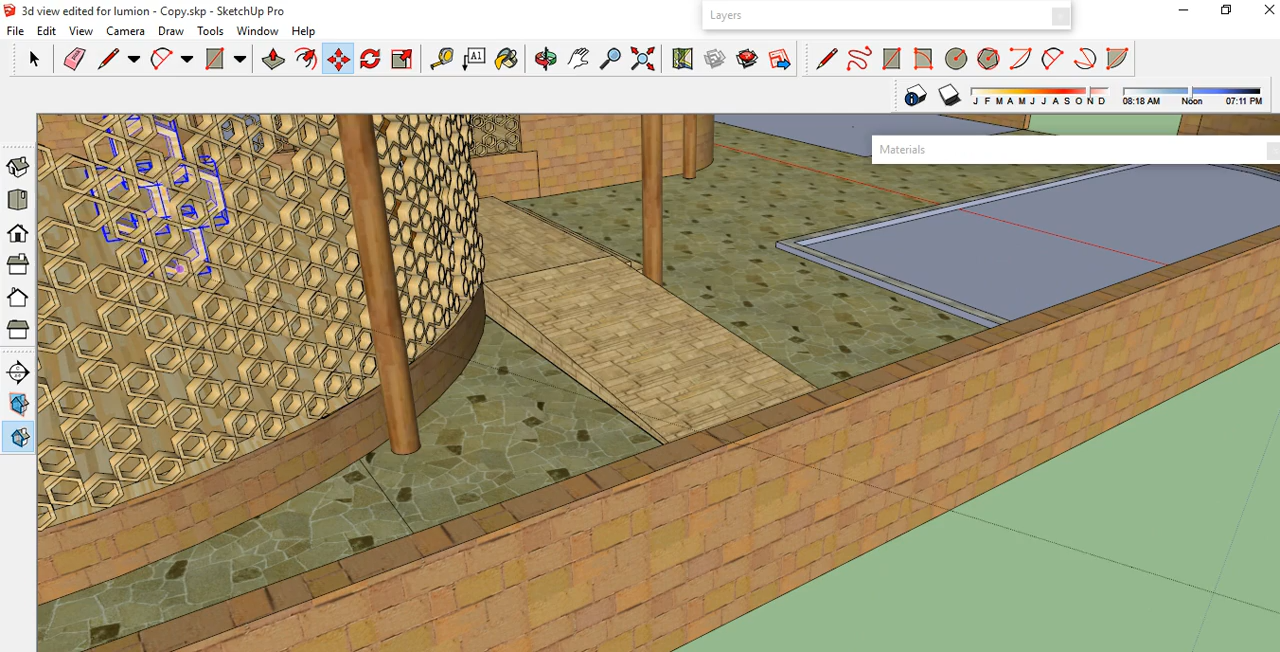 3d view edited for lumion - Copy.skp - SketchUp Pro
Layers
File Edit View Camera Draw Tools Window Help
A1
J F M A M J J A S O N D
08:18 AM Noon 07:11 PM
Materials